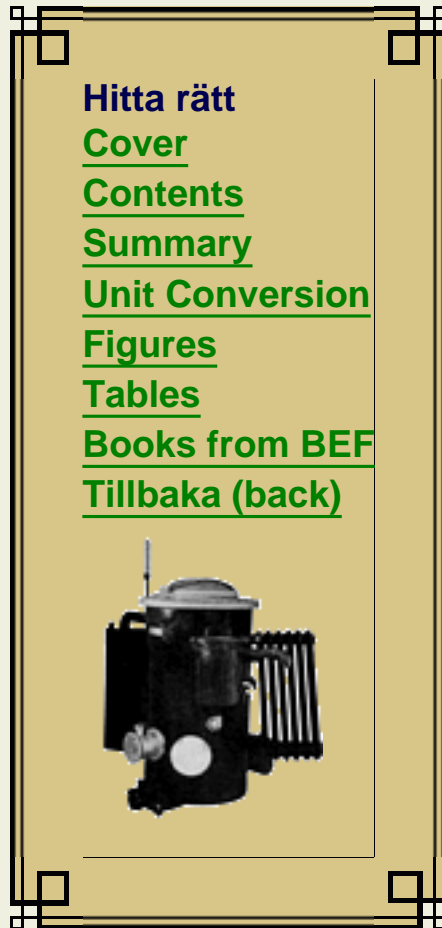 Hitta rätt
Cover
Contents
Summary
Unit Conversion
Figures
Tables
Books from BEF
Tillbaka (back)